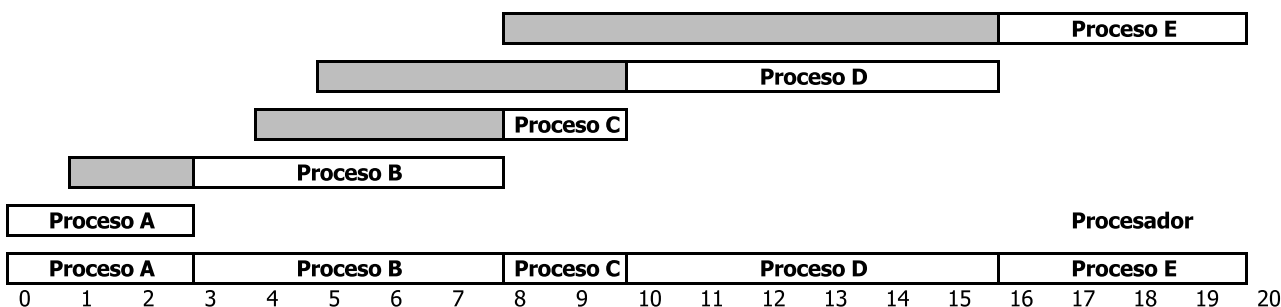 Proceso E
Proceso D
Proceso C
Proceso B
Proceso A
Procesador
Proceso A Proceso B Proceso C Proceso D Proceso E
0 1 2 3 4 5 6 7 8 9 10 11 12 13 14 15 16 17 18 19 20